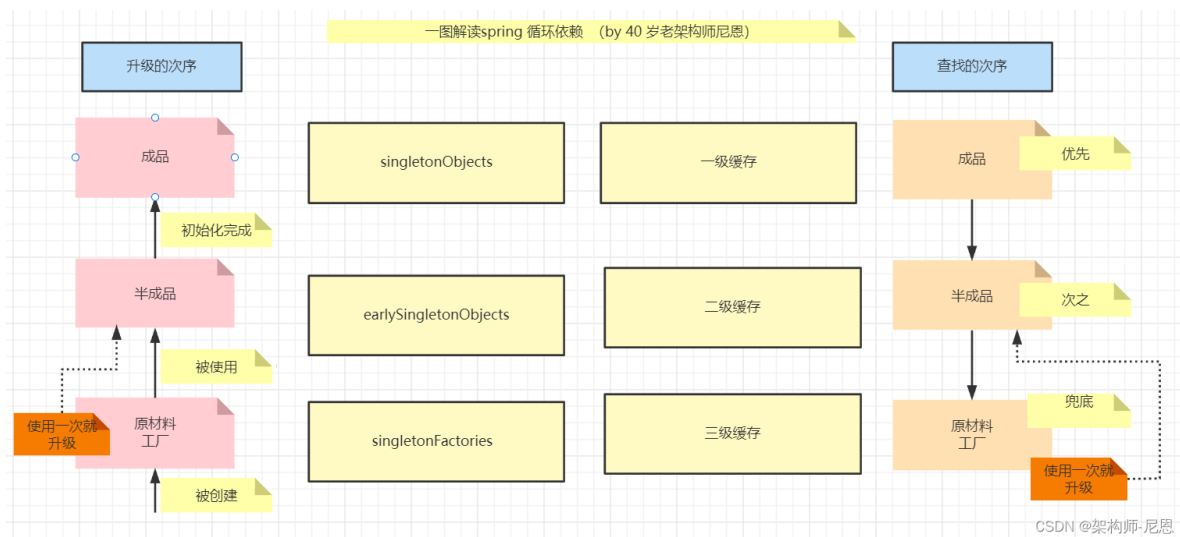 一图解读spring 循环依赖 （by 40 岁老架构师尼恩）
升级的次序
查找的次序
成品
singletonObjects
一级缓存
成品
优先
初始化完成
半成品
earlySingletonObjects
二级缓存
半成品
次之
被使用
使用一次就
升级
原材料
工厂
singletonFactories
三级缓存
原材料
工厂
兜底
使用一次就
升级
被创建
CSDN @架构师-尼恩